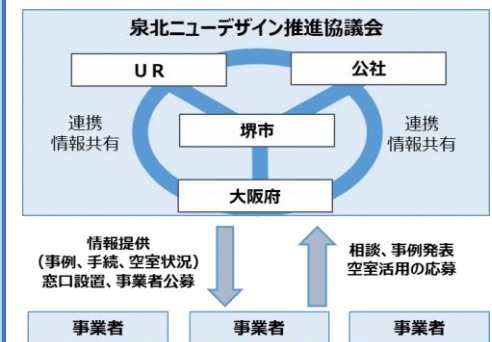 泉北ニューデザイン推進協議会
ＵＲ
公社
連携
情報共有
堺市
連携
情報共有
大阪府
情報提供
（事例、手続、空室状況）
窓口設置、事業者公募
相談、事例発表
空室活用の応募
事業者
事業者
事業者